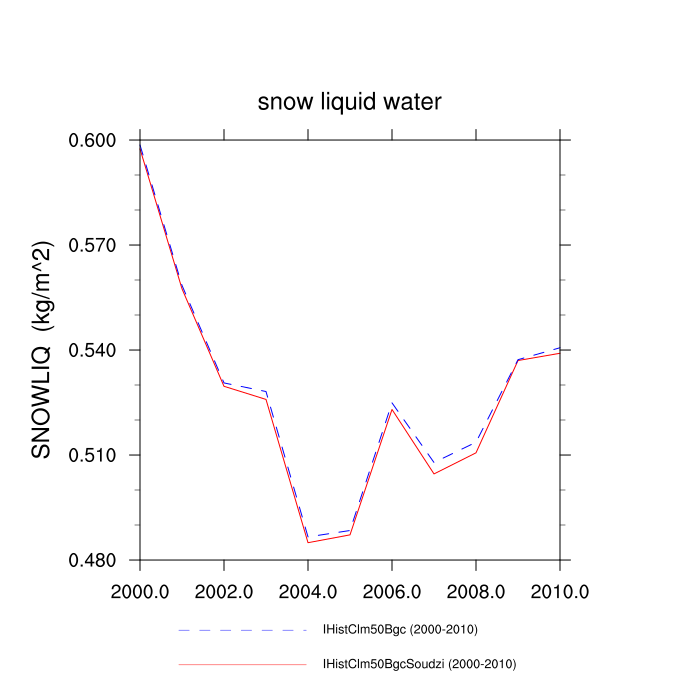 snow liquid water
0.600
0.570
0.540
0.510
0.480
SNOWLIQ (kg/m^2)
2000.0 2002.0 2004.0 2006.0 2008.0 2010.0
IHistClm50Bgc (2000-2010)
IHistClm50BgcSoudzi (2000-2010)